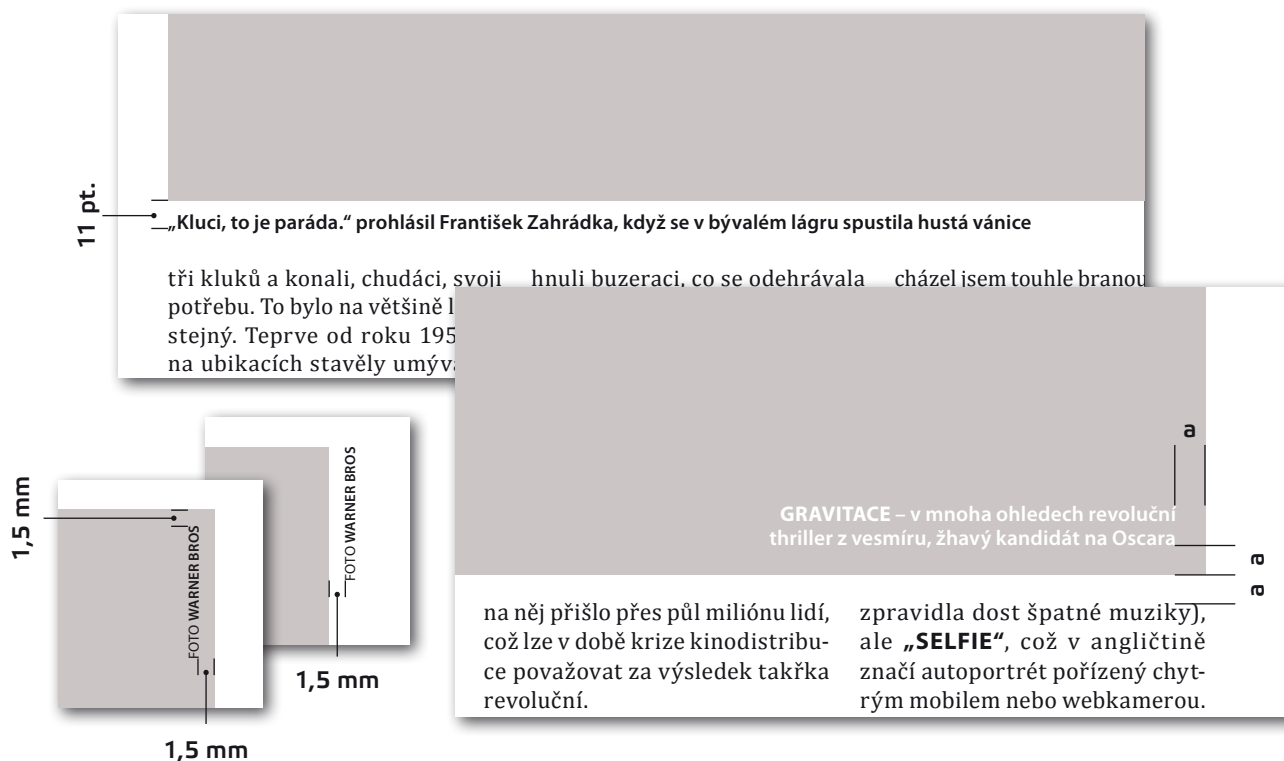 11 pt.
„Kluci, to je paráda.“ prohlásil František Zahrádka, když se v bývalém lágru spustila hustá vánice
tři kluků a konali, chudáci, svoji
potřebu. To bylo na většině l
stejný. Teprve od roku 195
na ubikacích stavěly umýv
hnuli buzeraci, co se odehrávala
cházel jsem touhle branou
a
GRAVITACE – v mnoha ohledech revoluční
thriller z vesmíru, žhavý kandidát na Oscara
a
a
na něj přišlo přes půl miliónu lidí,
což lze v době krize kinodistribu-
ce považovat za výsledek takřka
revoluční.
zpravidla dost špatné muziky),
ale „SELFIE“, což v angličtině
značí autoportrét pořízený chyt-
rým mobilem nebo webkamerou.
1,5 mm
FOTO WARNER BROS
1,5 mm
FOTO WARNER BROS
1,5 mm